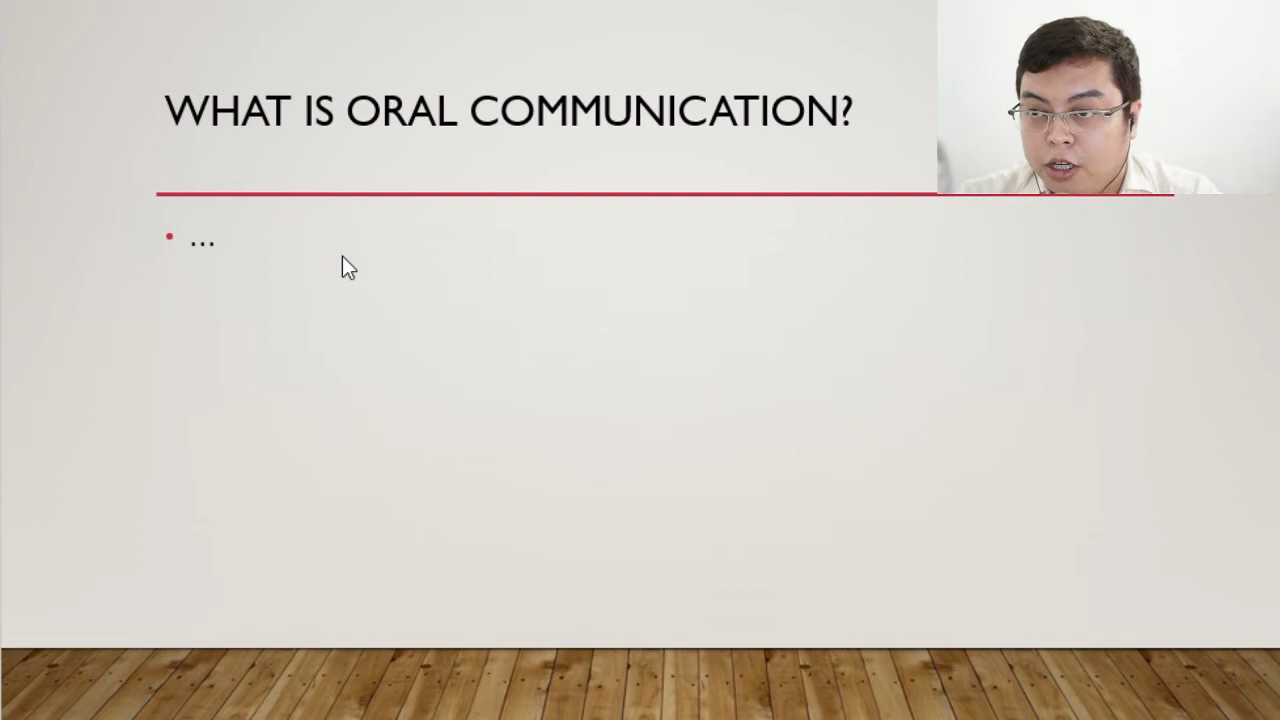 WHAT IS ORAL COMMUNICATION?
• …